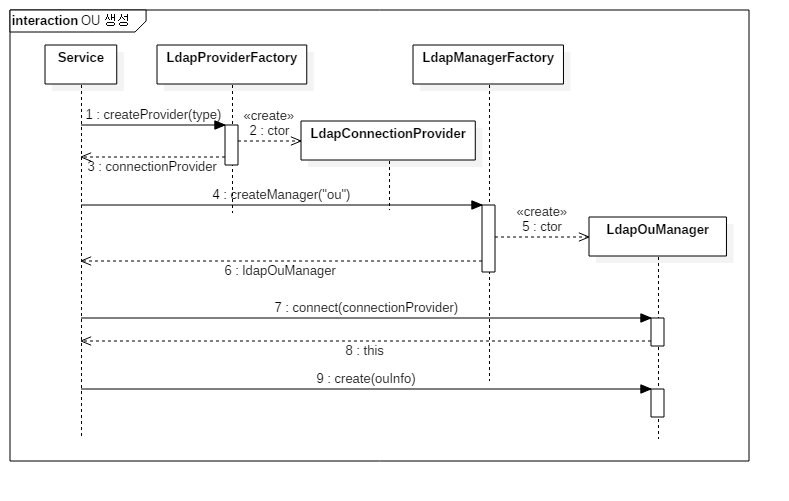 interaction OU 생성
Service
LdapProviderFactory
LdapManagerFactory
1 : createProvider(type)
«create»
2 : ctor
LdapConnectionProvider
3 : connectionProvider
4 : createManager("ou")
«create»
5 : ctor
LdapOuManager
6 : ldapOuManager
7 : connect(connectionProvider)
8 : this
9 : create(ouInfo)